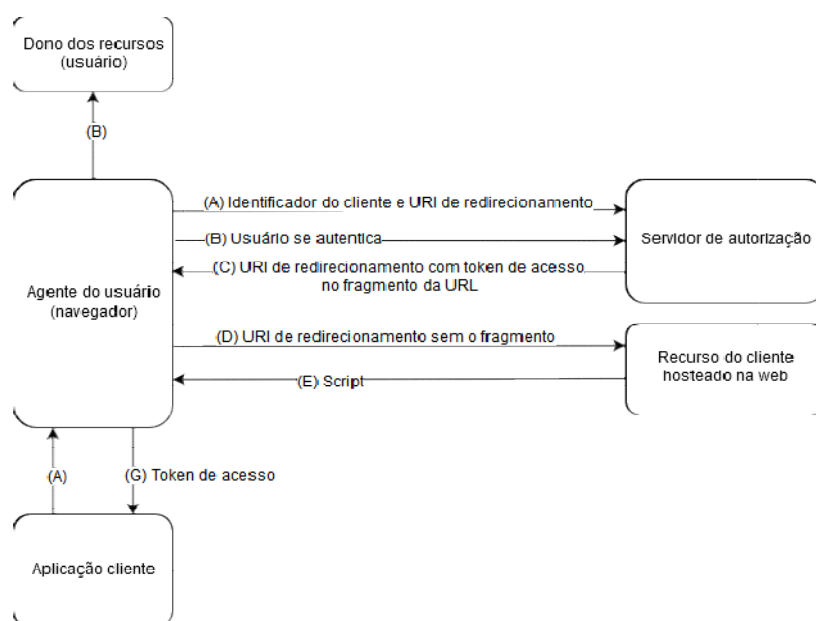 Dono dos recursos
(usuário)
(B)
(A) Identificador do cliente e URI de redirecionamento
(B) Usuário se autentica
Servidor de autorização
(C) URI de redirecionamento com token de acesso
no fragmento da URL
Agente do usuário
(navegador)
(D) URI de redirecionamento sem o fragmento
Recurso do cliente
hosteado na web
(E) Script
(A)
(G) Token de acesso
Aplicação cliente